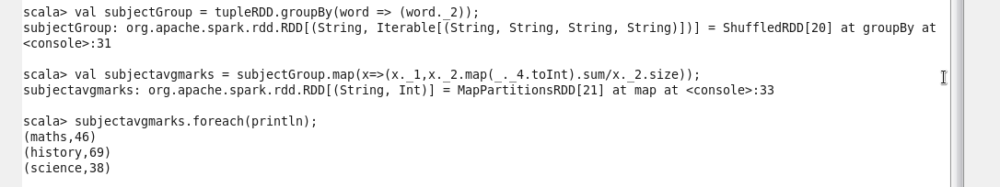 scala> val subjectGroup = tupleRDD.groupBy(word => (word._2));
subjectGroup: org.apache.spark.rdd.RDD[(String, Iterable[(String, String, String, String)])] = ShuffledRDD[20] at groupBy at
<console>:31
scala> val subjectavgmarks = subjectGroup.map(x=>(x._1,x._2.map(_._4.toInt).sum/x._2.size));
subjectavgmarks: org.apache.spark.rdd.RDD[(String, Int)] = MapPartitionsRDD[21] at map at <console>:33
scala> subjectavgmarks.foreach(println);
(maths,46)
(history,69)
(science,38)